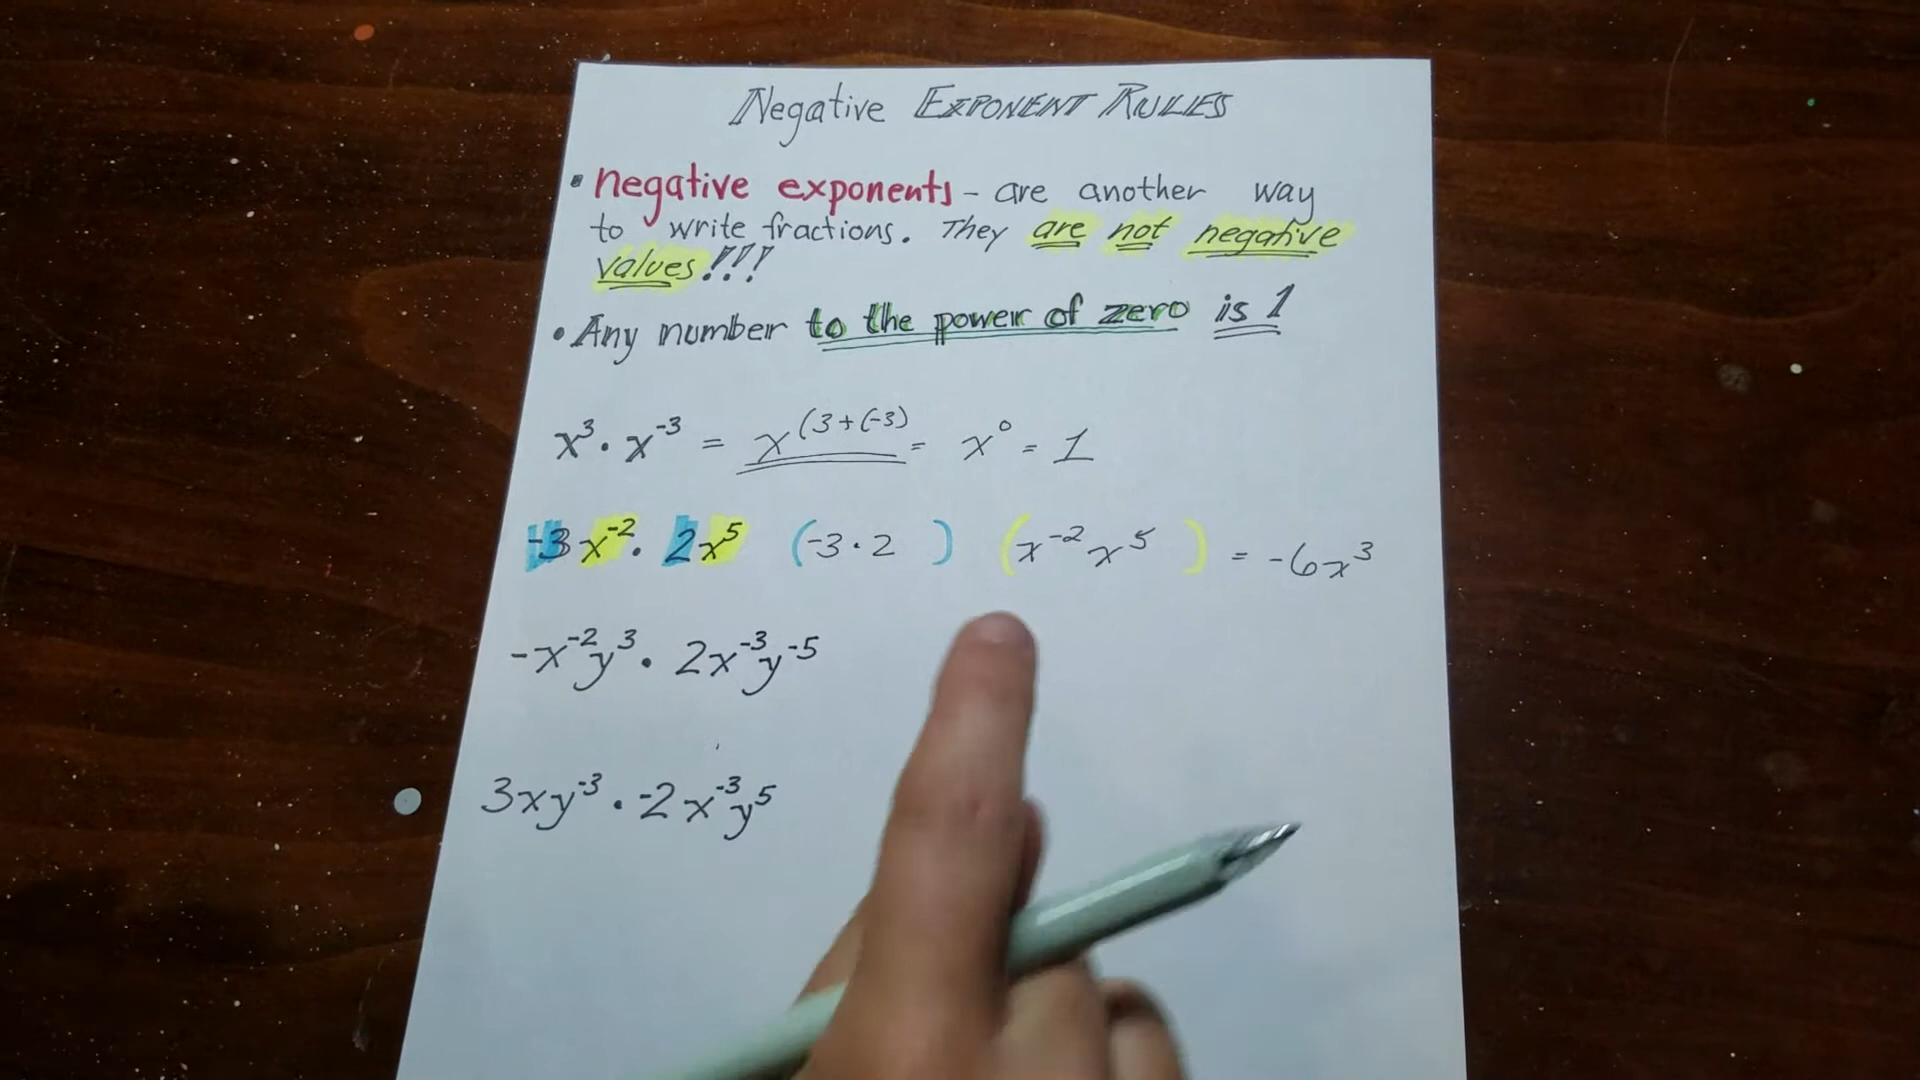 Negative EXPONENT RULES
• negative exponents - are another way
to write fractions. They are not negative
values!!!
• Any number to the power of zero is 1
x³ · x⁻³ = x⁽³⁺⁽⁻³⁾ = x⁰ = 1
-3x⁻² · 2x⁵ (-3 · 2 ) (x⁻² x⁵ ) = -6x³
-x⁻²y³ · 2x⁻³y⁻⁵
3xy⁻³ · -2x⁻³y⁵